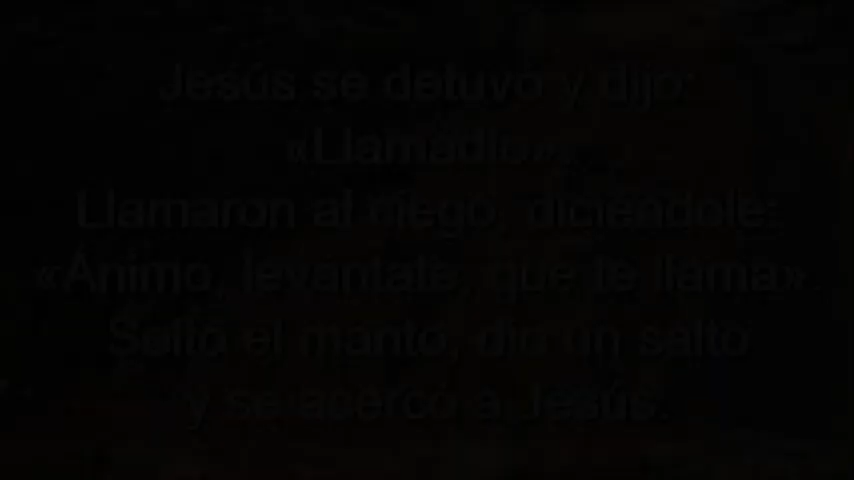 Jesús se detuvo y dijo:
«Llamadlo».
Llamaron al ciego, diciéndole:
«Ánimo, levántate, que te llama».
Soltó el manto, dio un salto
y se acercó a Jesús.